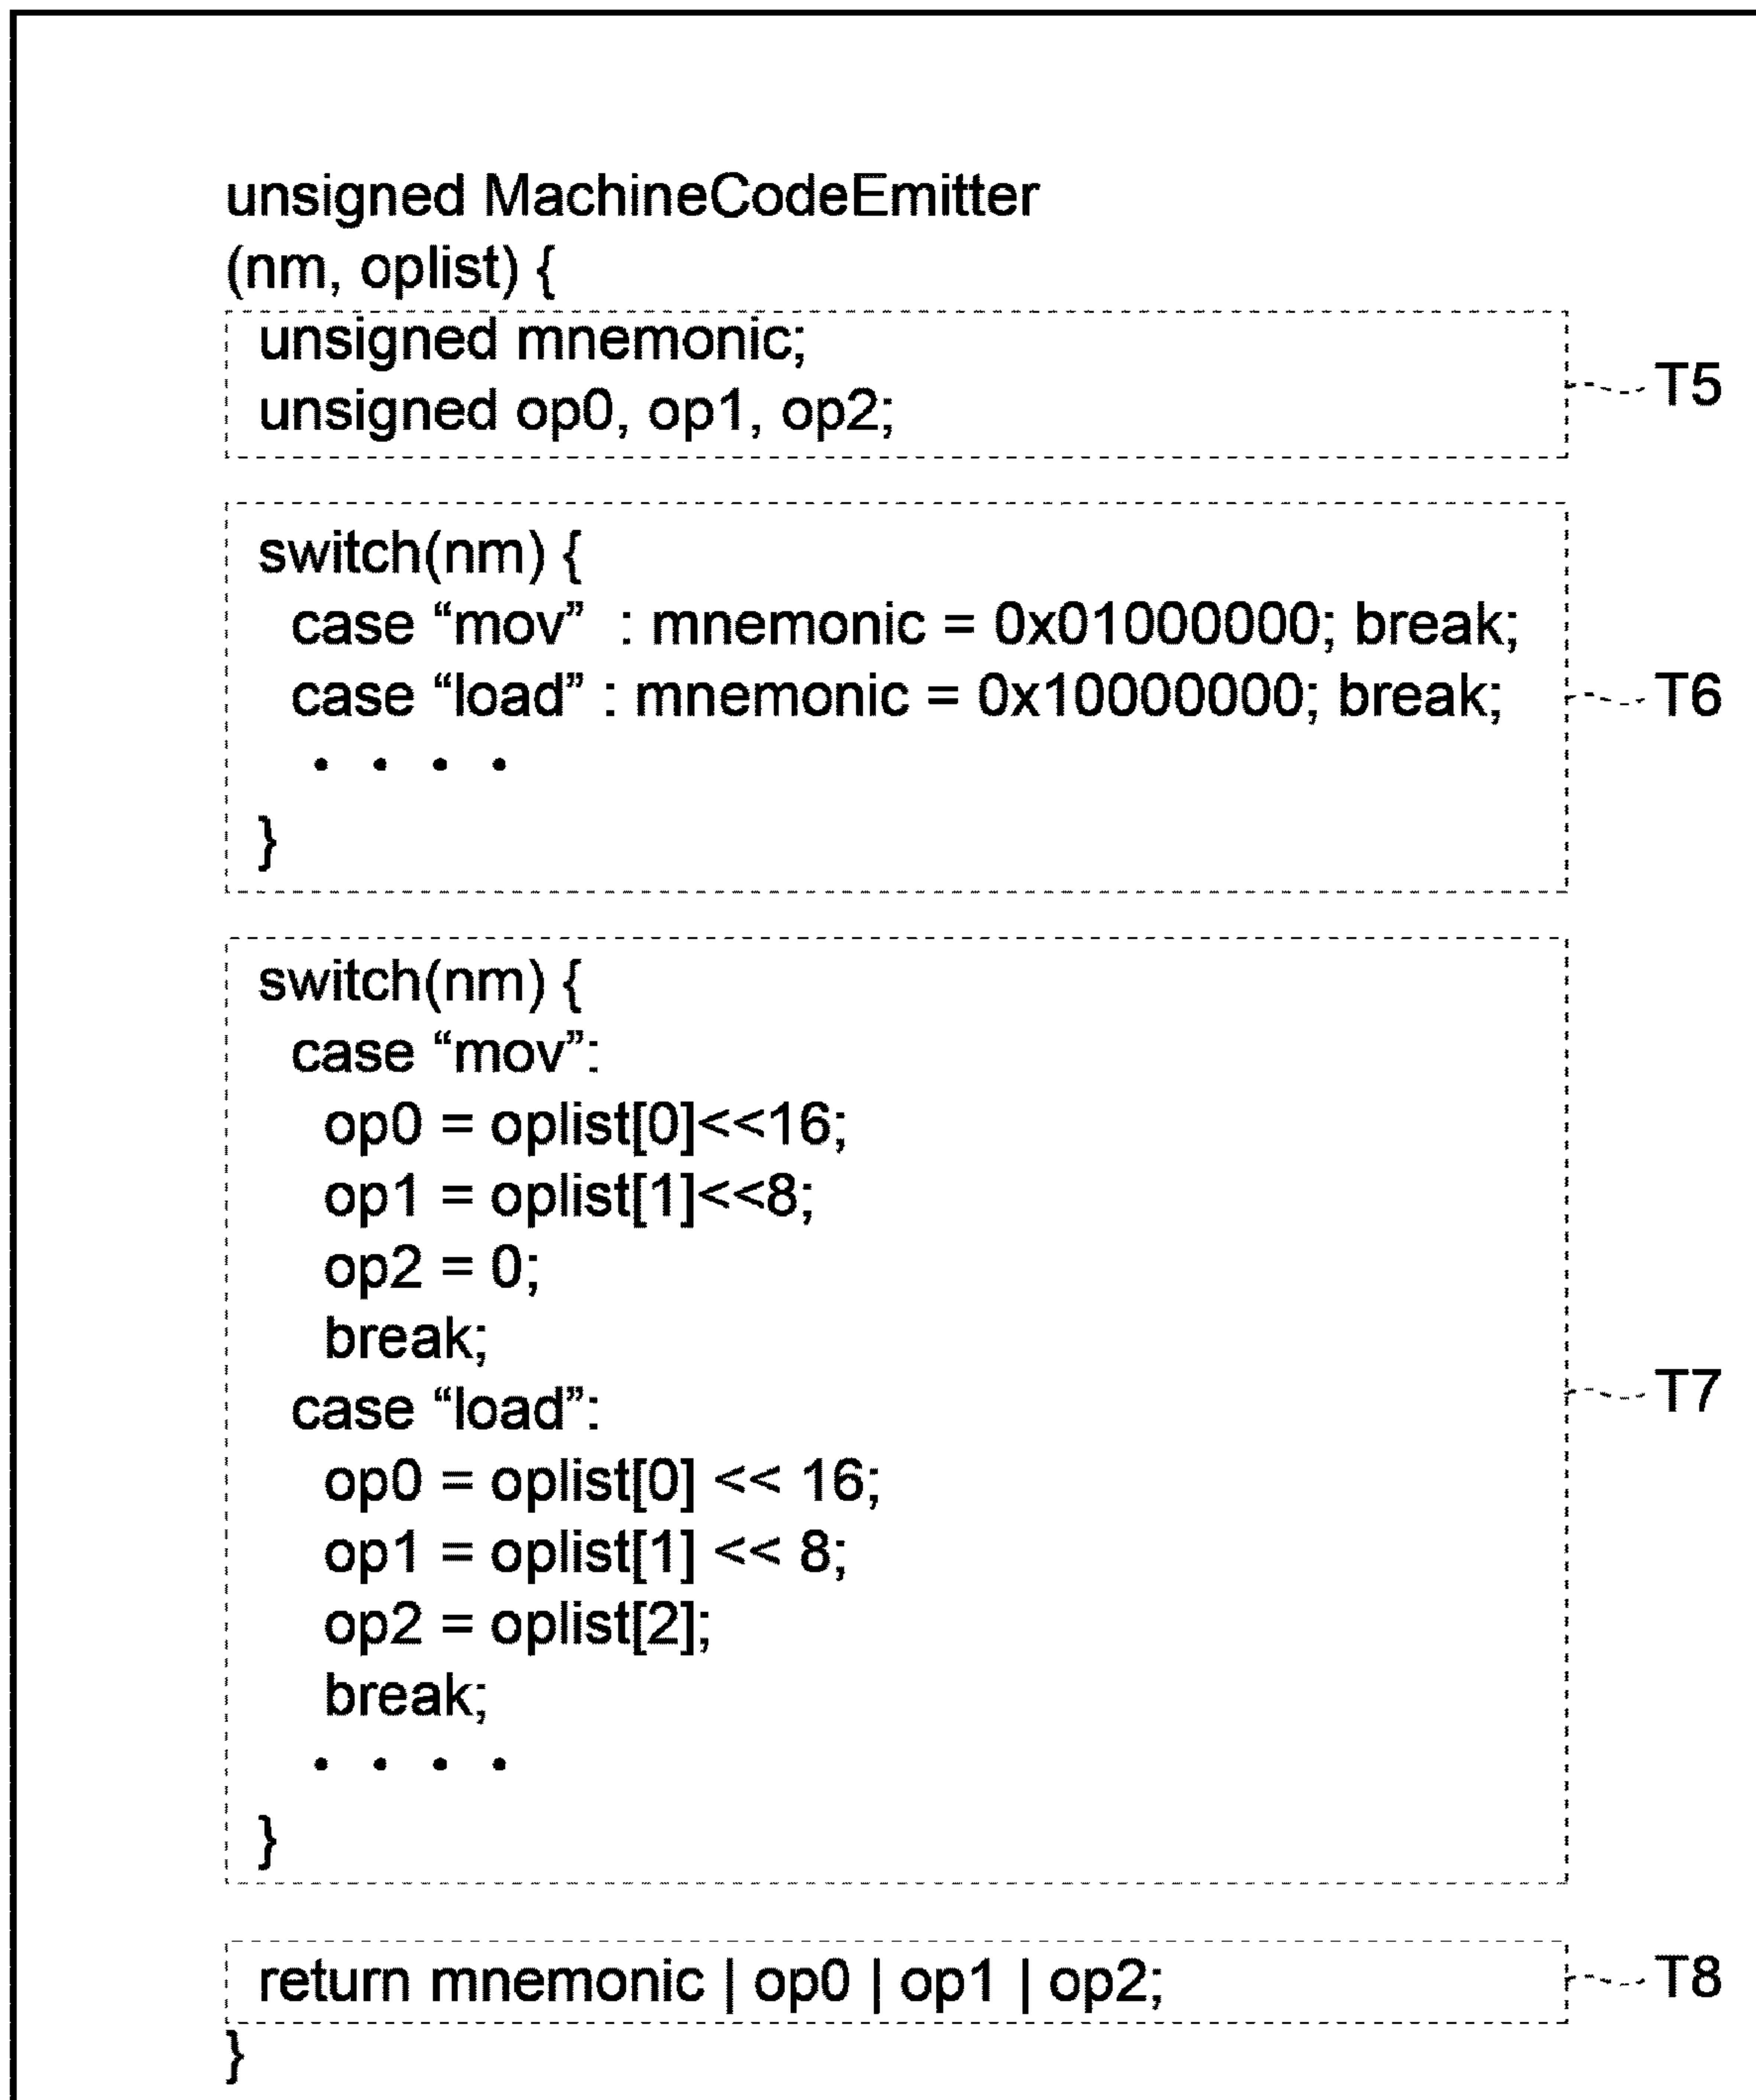 unsigned MachineCodeEmitter
(nm, oplist) {
unsigned mnemonic;
unsigned op0, op1, op2;
T5
switch(nm) {
case “mov” : mnemonic = 0x01000000; break;
case “load” : mnemonic = 0x10000000; break;
. . . .
}
T6
switch(nm) {
case “mov”:
op0 = oplist[0]<<16;
op1 = oplist[1]<<8;
op2 = 0;
break;
case “load”:
op0 = oplist[0] << 16;
op1 = oplist[1] << 8;
op2 = oplist[2];
break;
. . . .
}
T7
return mnemonic | op0 | op1 | op2;
T8
}